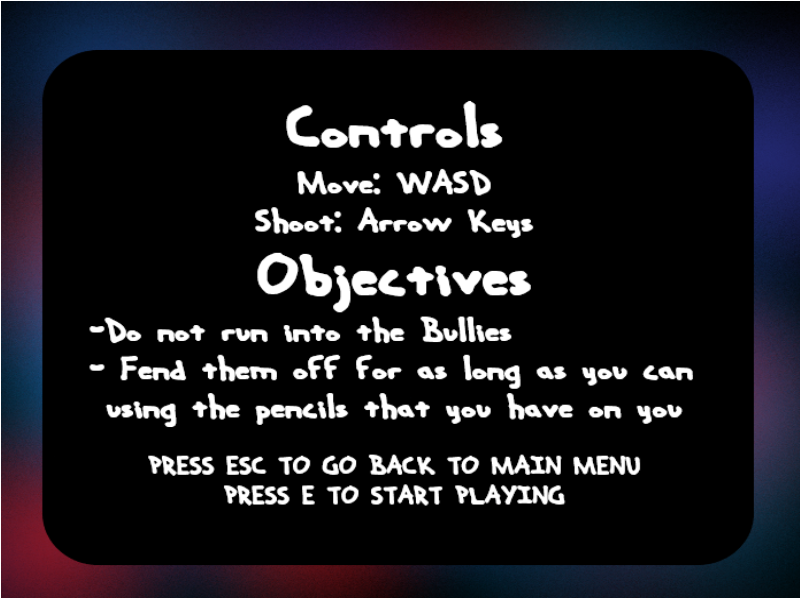 Controls
Move: WASD
Shoot: Arrow Keys
Objectives
-Do not run into the Bullies
- Fend them off for as long as you can
using the pencils that you have on you
PRESS ESC TO GO BACK TO MAIN MENU
PRESS E TO START PLAYING